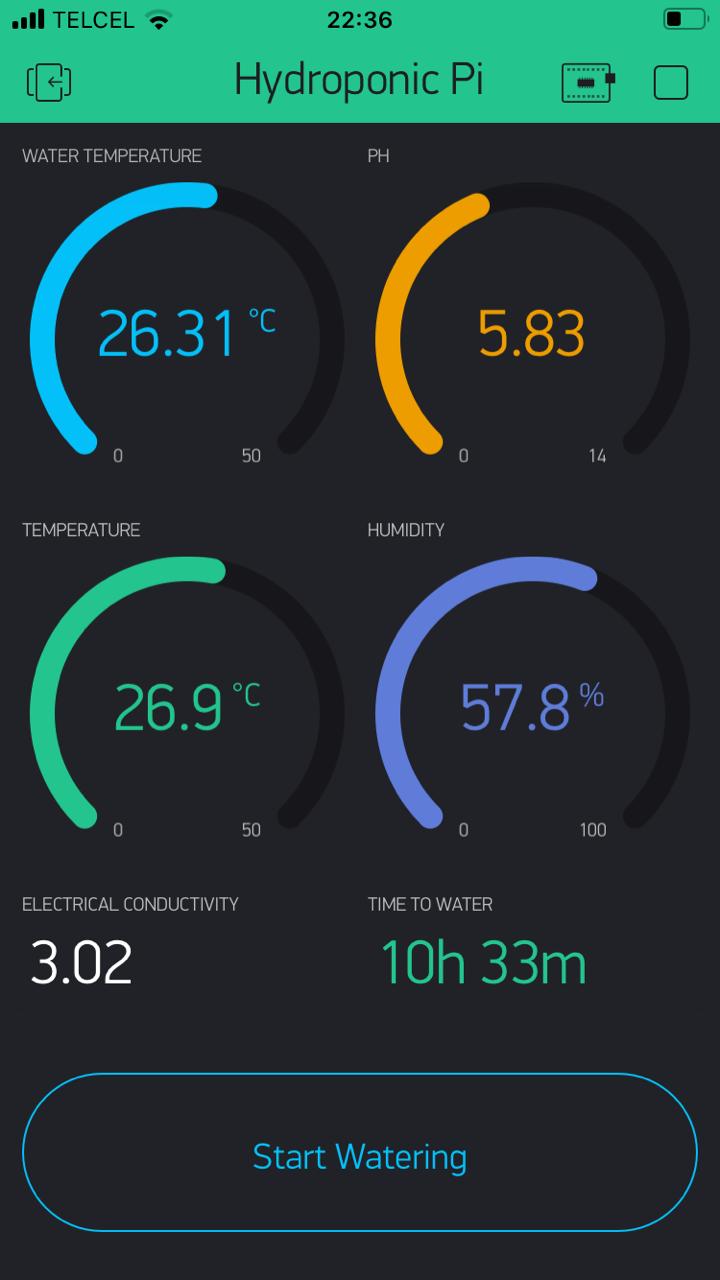 TELCEL 22:36
Hydroponic Pi
WATER TEMPERATURE PH
26.31 °C 5.83
0 50 0 14
TEMPERATURE HUMIDITY
26.9 °C 57.8 %
0 50 0 100
ELECTRICAL CONDUCTIVITY TIME TO WATER
3.02 10h 33m
Start Watering